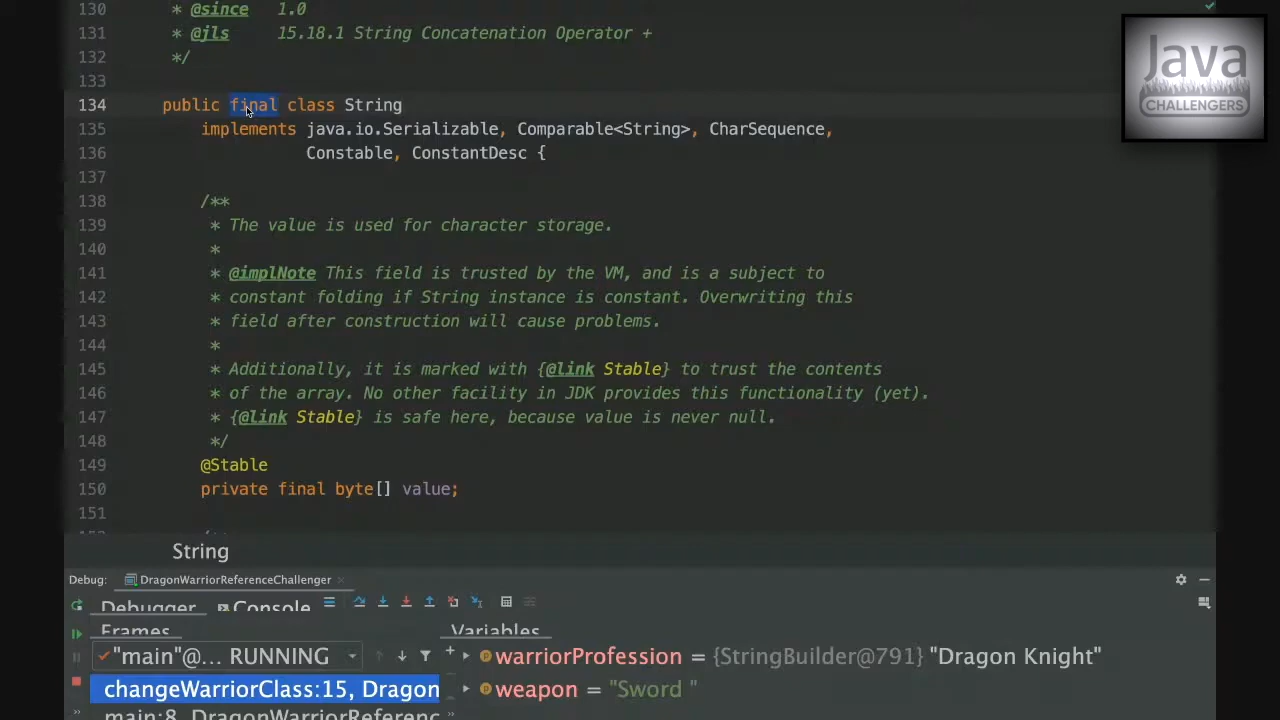 130 * @since 1.0
131 * @jls 15.18.1 String Concatenation Operator +
132 */
133
134 public final class String
135 implements java.io.Serializable, Comparable<String>, CharSequence,
136 Constable, ConstantDesc {
137
138 /**
139 * The value is used for character storage.
140 *
141 * @implNote This field is trusted by the VM, and is a subject to
142 * constant folding if String instance is constant. Overwriting this
143 * field after construction will cause problems.
144 *
145 * Additionally, it is marked with {@link Stable} to trust the contents
146 * of the array. No other facility in JDK provides this functionality (yet).
147 * {@link Stable} is safe here, because value is never null.
148 */
149 @Stable
150 private final byte[] value;
151
Java
CHALLENGERS
String
Debug: DragonWarriorReferenceChallenger
Debugger Console
Frames Variables
"main"@... RUNNING
warriorProfession = {StringBuilder@791} "Dragon Knight"
changeWarriorClass:15, Dragon
weapon = "Sword "
main:8, DragonWarriorReferenc